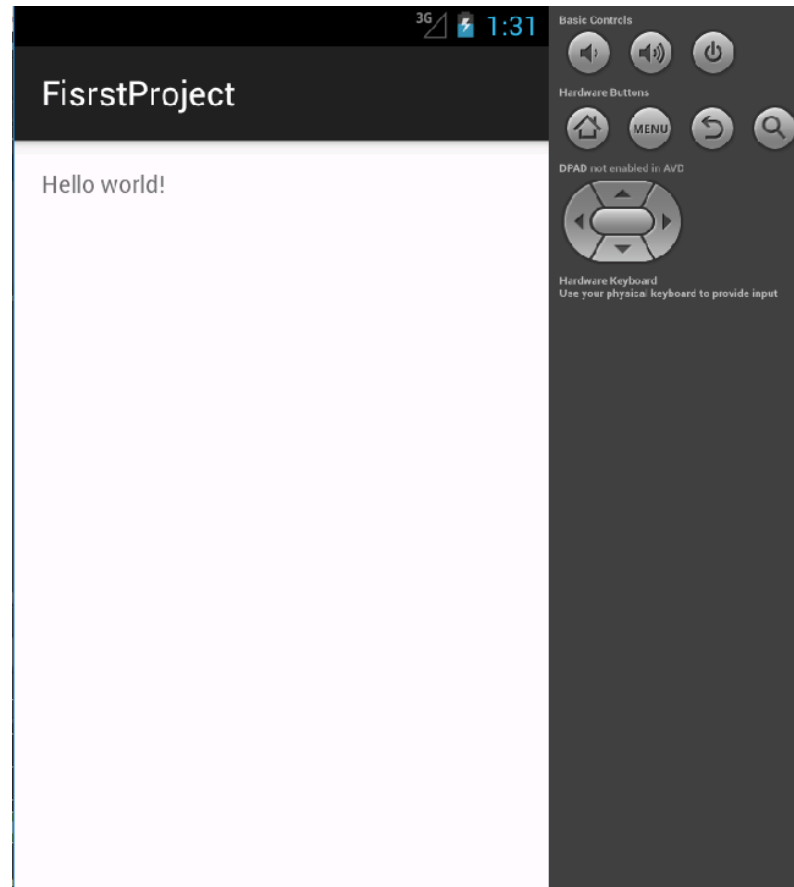 3G 1:31
FisrstProject
Hello world!
Basic Controls
Hardware Buttons
MENU
DPAD not enabled in AVD
Hardware Keyboard
Use your physical keyboard to provide input